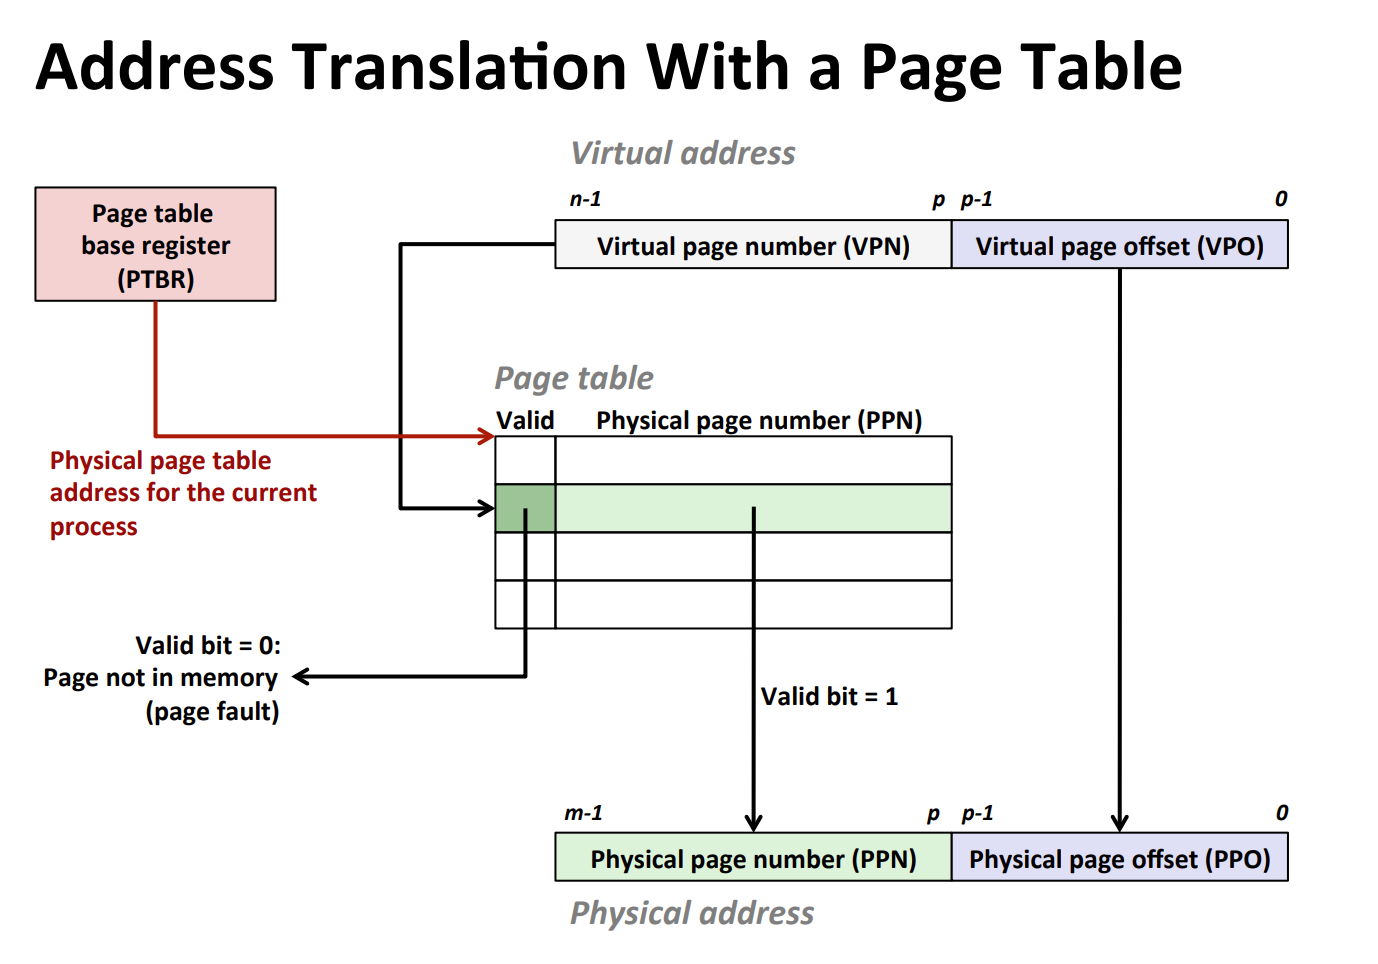 Address Translation With a Page Table
Virtual address
n-1 p p-1 0
Page table
base register
(PTBR)
Virtual page number (VPN) Virtual page offset (VPO)
Page table
Valid Physical page number (PPN)
Physical page table
address for the current
process
Valid bit = 0:
Page not in memory
(page fault)
Valid bit = 1
m-1 p p-1 0
Physical page number (PPN) Physical page offset (PPO)
Physical address